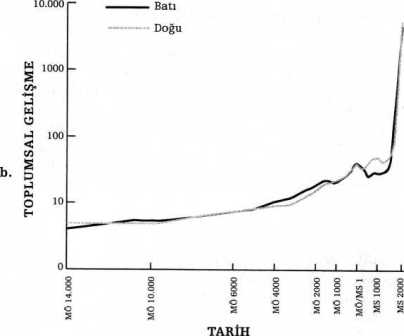 10.000
1000
100
10
0
b.
TOPLUMSAL GELİŞME
Batı
Doğu
MÖ 14.000
MÖ 10.000
MÖ 6000
MÖ 4000
MÖ 2000
MÖ 1000
MÖ/MS 1
MS 1000
MS 2000
TARİH